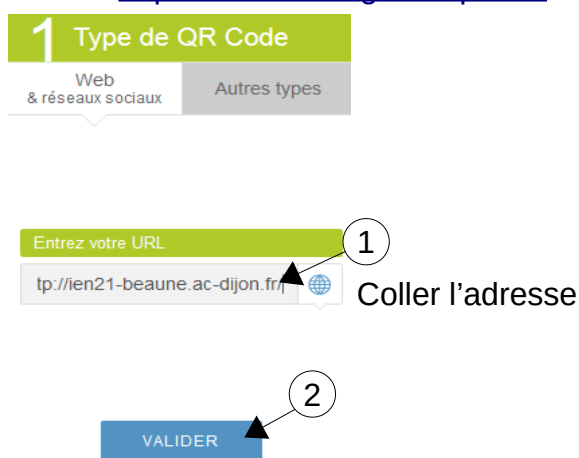 1 Type de QR Code
Web
& réseaux sociaux
Autres types
Entrez votre URL
1
tp://ien21-beaune.ac-dijon.fr/
Coller l'adresse
2
VALIDER